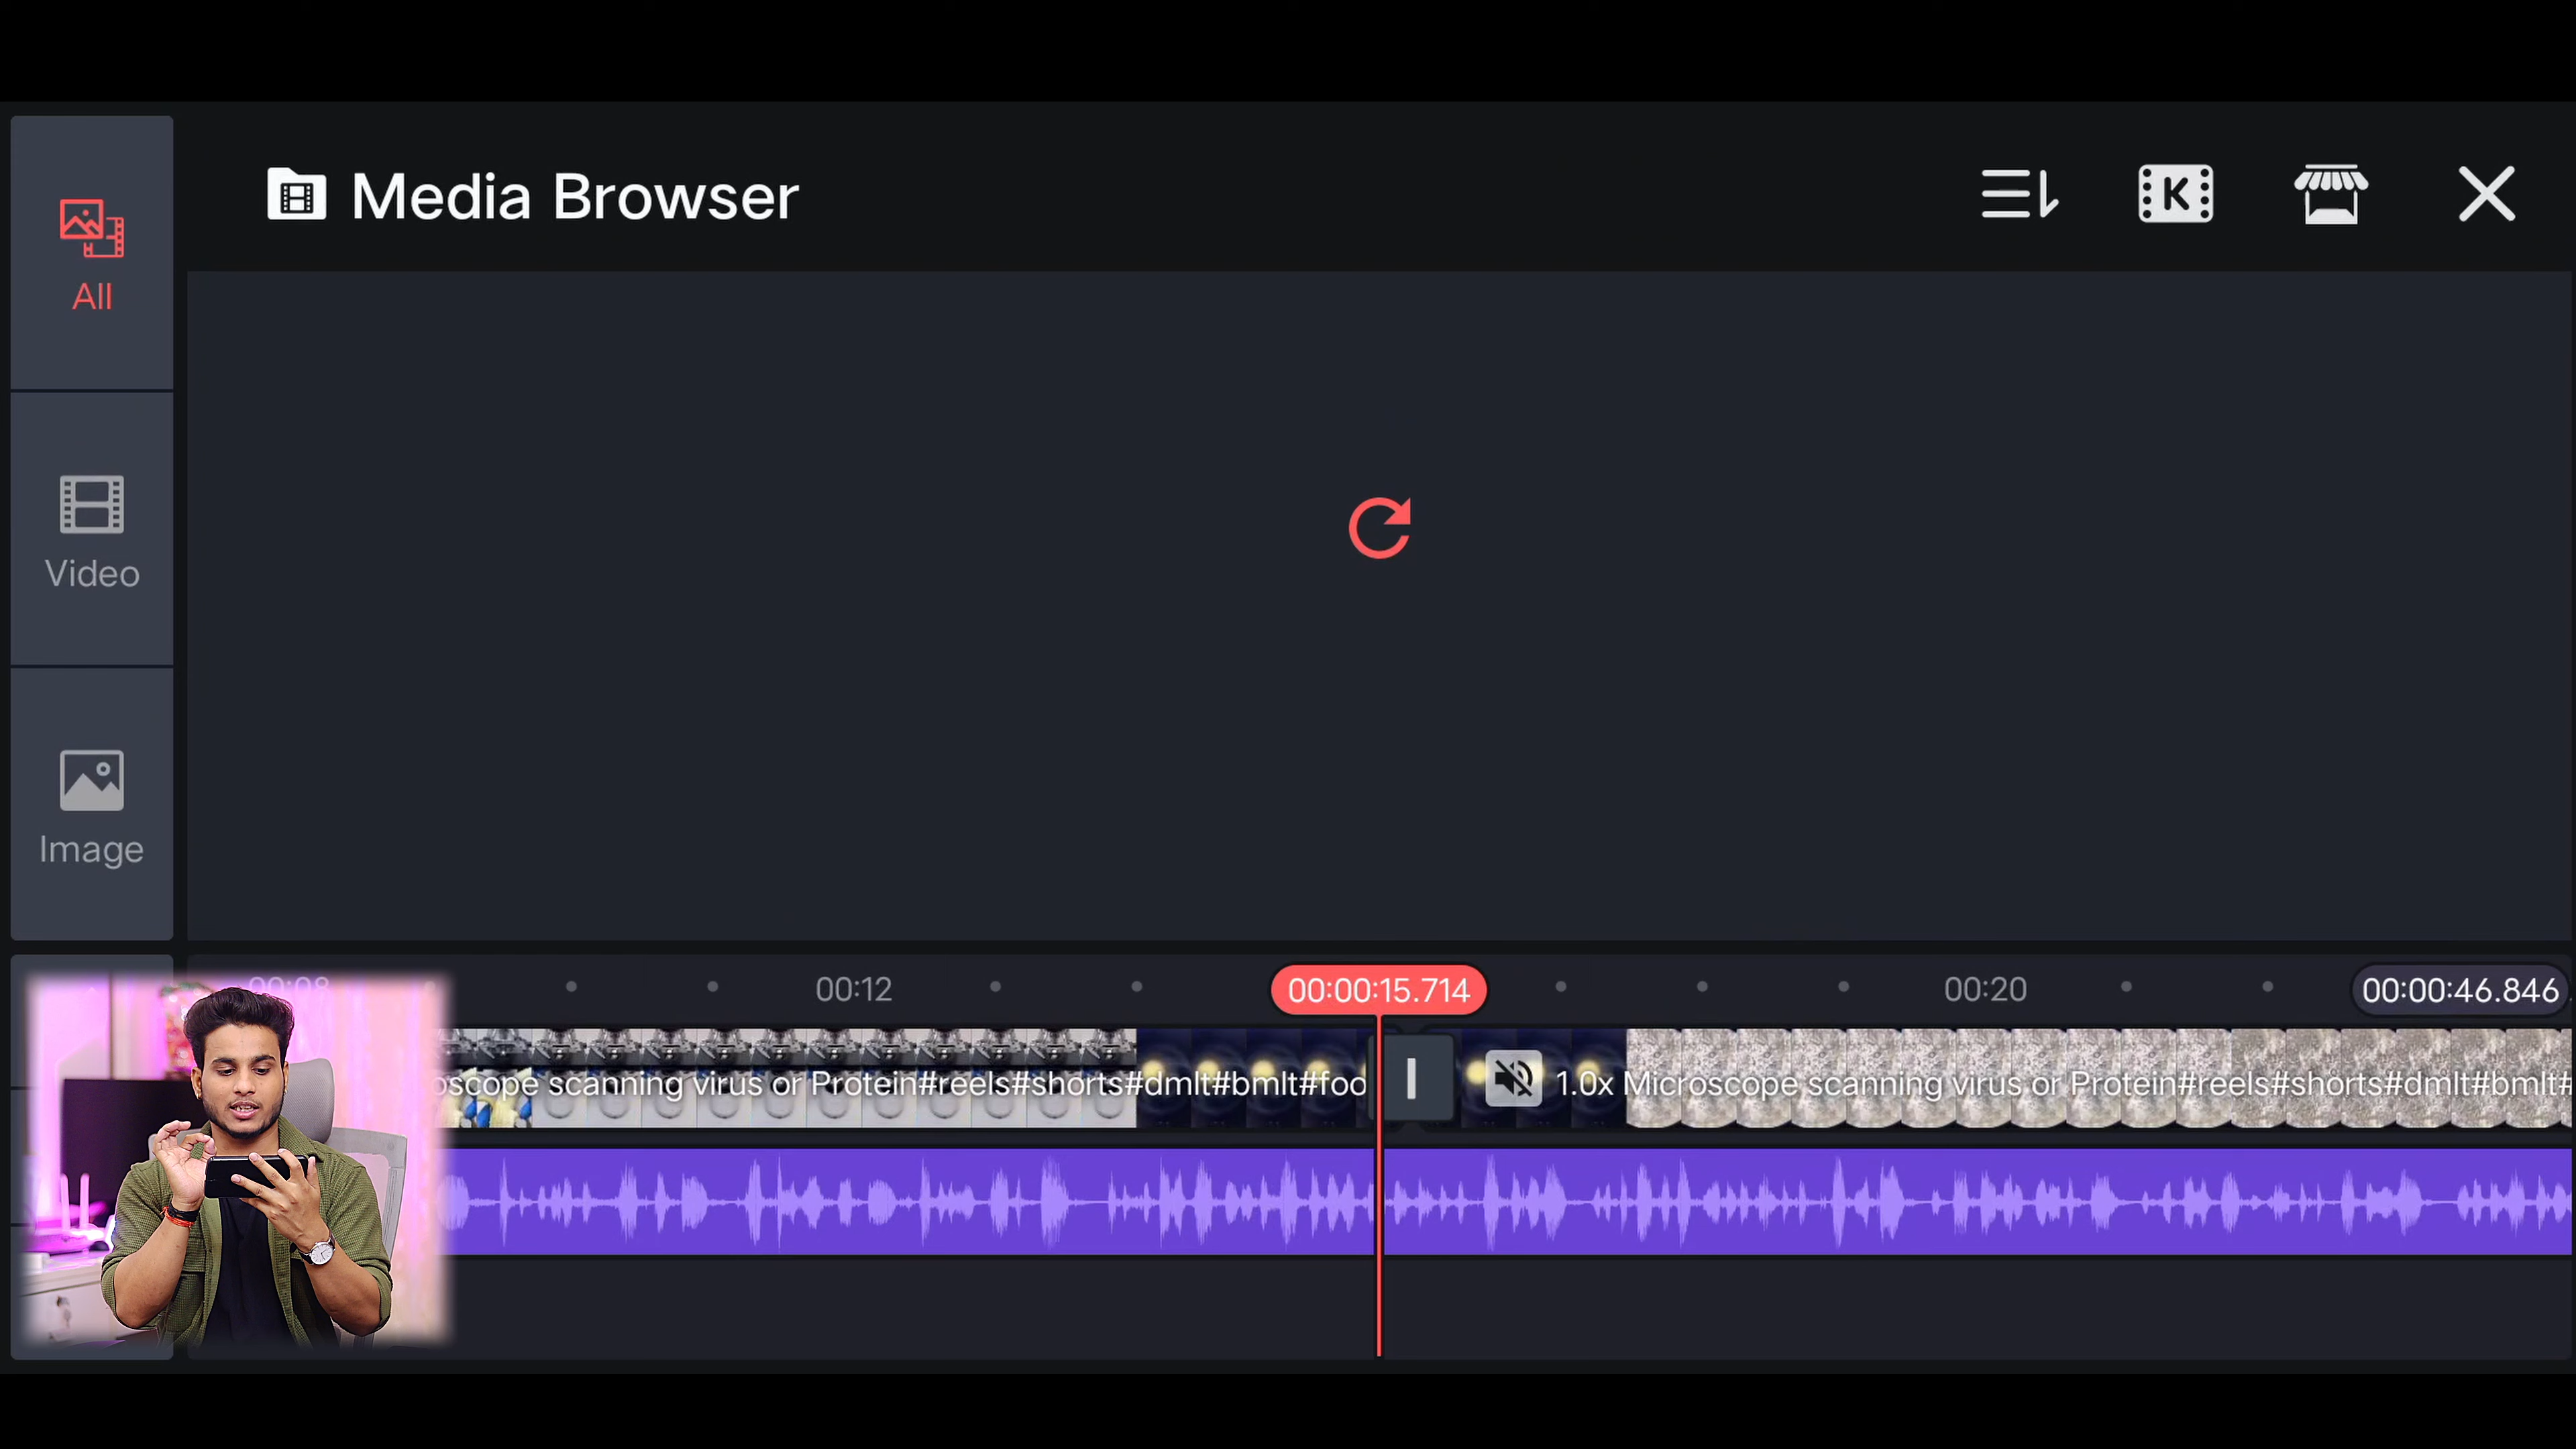 Media Browser
K
All
Video
Image
00:08
00:12
00:00:15.714
00:20
00:00:46.846
oscope scanning virus or Protein#reels#shorts#dmlt#bmlt#foo
1.0x Microscope scanning virus or Protein#reels#shorts#dmlt#bmlt#